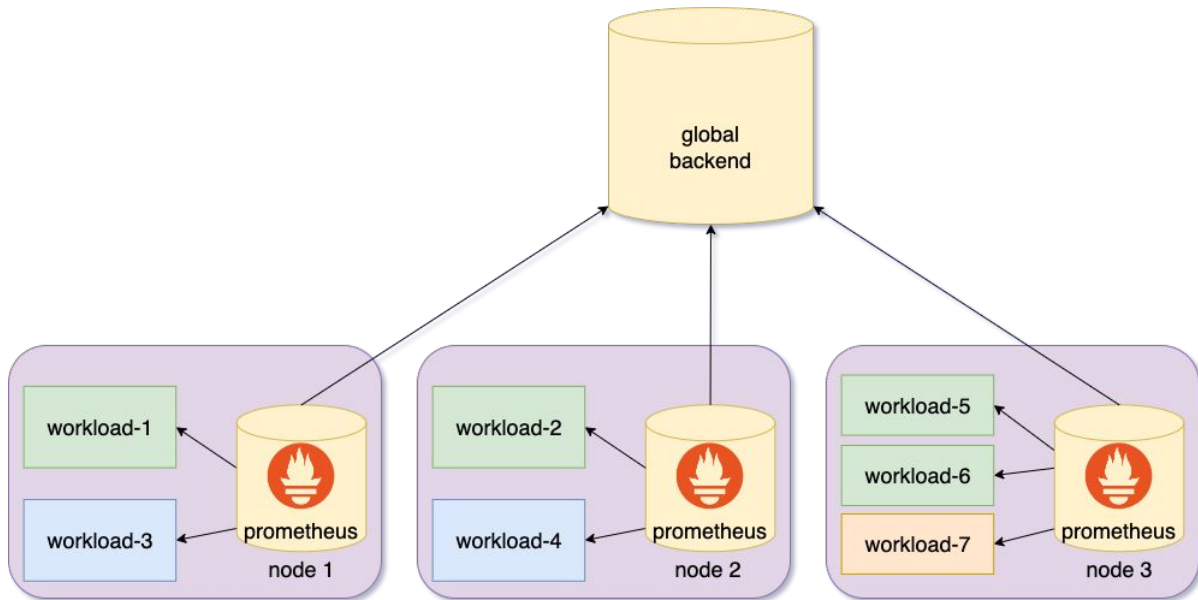 global
backend
workload-1
workload-3
prometheus
node 1
workload-2
workload-4
prometheus
node 2
workload-5
workload-6
workload-7
prometheus
node 3